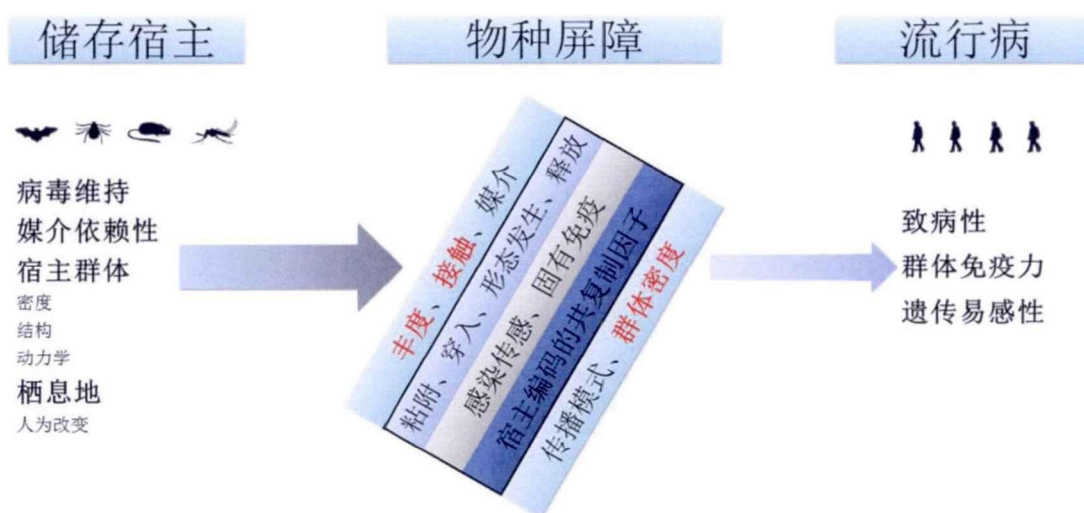 储存宿主
病毒维持
媒介依赖性
宿主群体
密度
结构
动力学
栖息地
人为改变
物种屏障
丰度、接触、媒介
粘附、穿入、形态发生、释放
感染传感、固有免疫
宿主编码的共复制因子
传播模式、群体密度
流行病
致病性
群体免疫力
遗传易感性